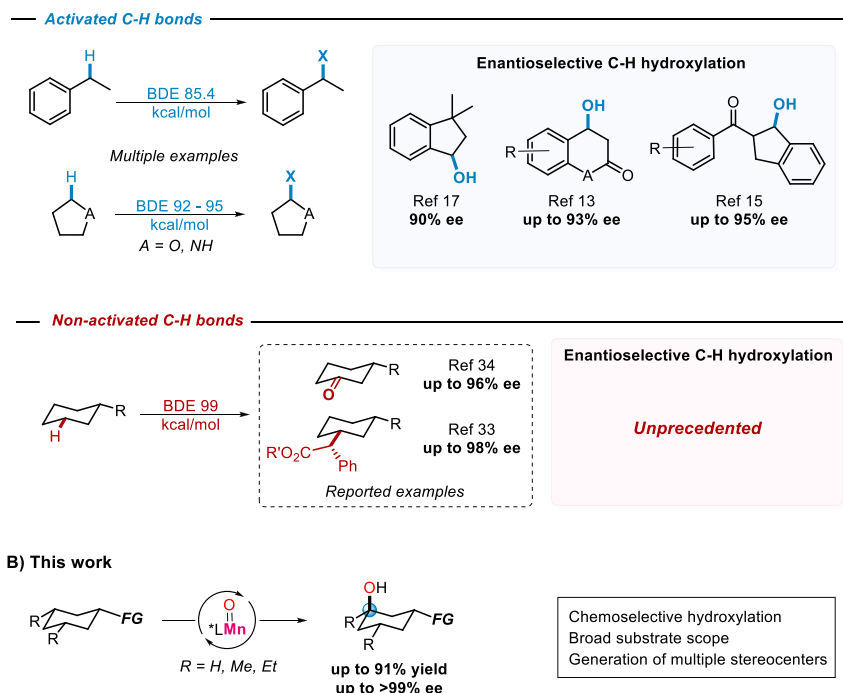 Activated C-H bonds
H
X
BDE 85.4
kcal/mol
Multiple examples
H
A
BDE 92 - 95
kcal/mol
A = O, NH
X
A
Enantioselective C-H hydroxylation
OH
Ref 17
90% ee
OH
R
A
O
Ref 13
up to 93% ee
O
OH
R
Ref 15
up to 95% ee
Non-activated C-H bonds
R
H
BDE 99
kcal/mol
R
O
Ref 34
up to 96% ee
R
R'O2C
Ph
Ref 33
up to 98% ee
Reported examples
Enantioselective C-H hydroxylation
Unprecedented
B) This work
R
R
FG
O
*LMn
R = H, Me, Et
OH
R
R
FG
up to 91% yield
up to >99% ee
Chemoselective hydroxylation
Broad substrate scope
Generation of multiple stereocenters